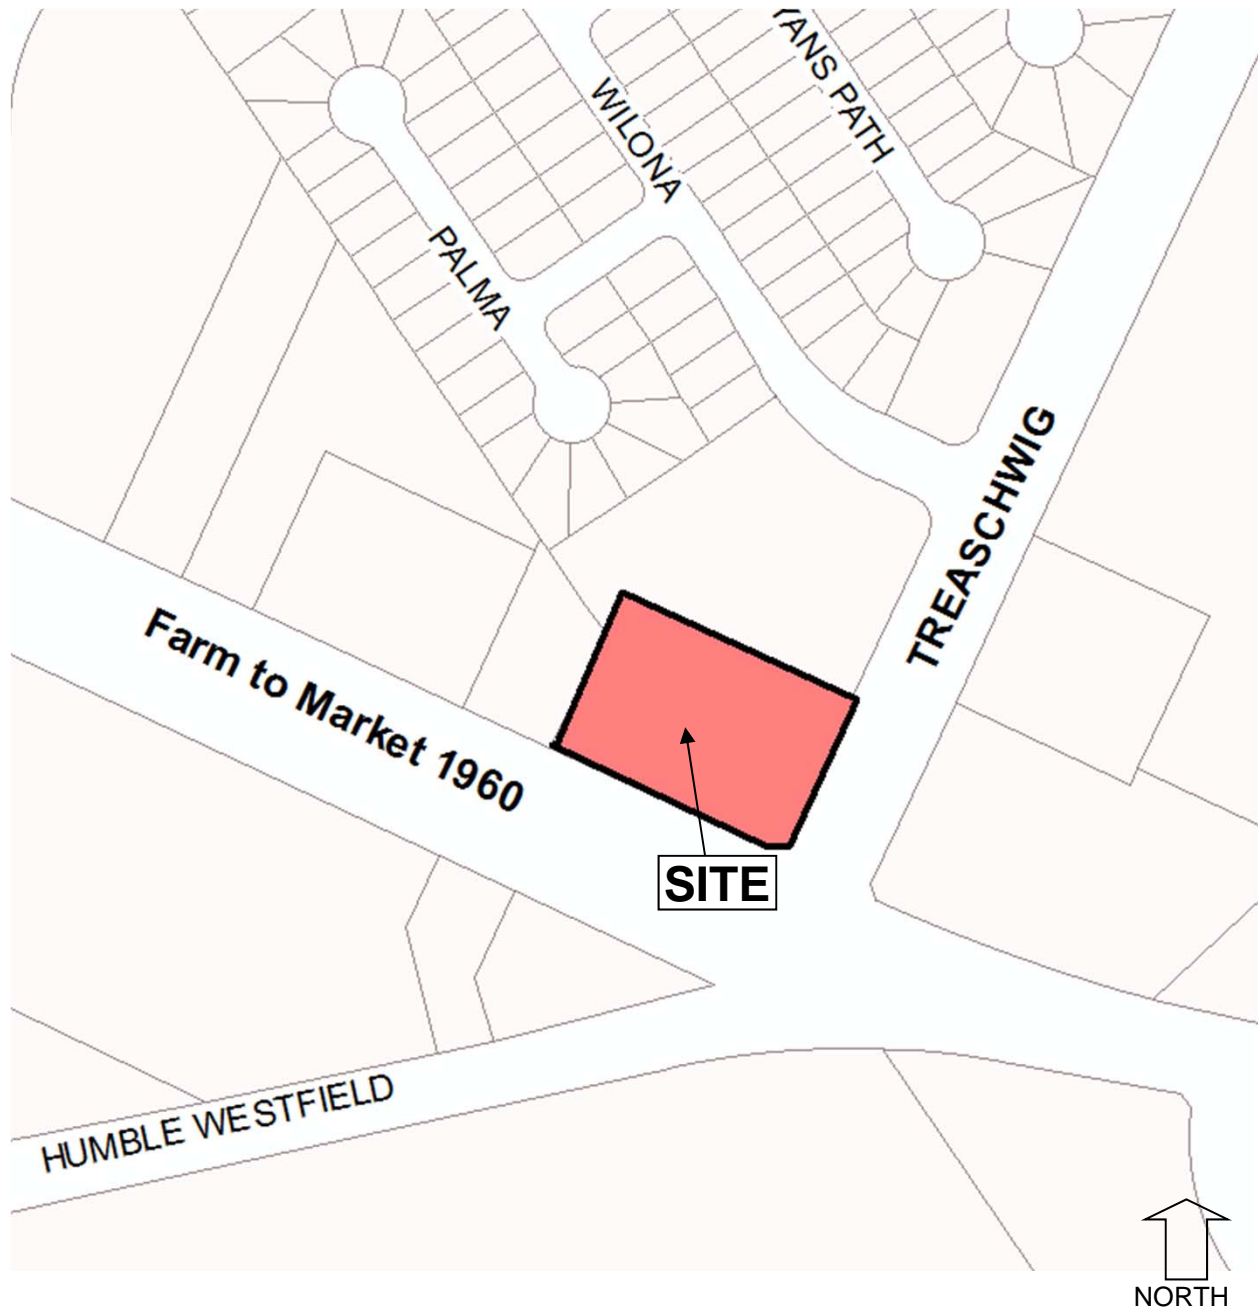 YANS PATH
WILONA
PALMA
TREASCHWIG
Farm to Market 1960
SITE
HUMBLE WESTFIELD
NORTH